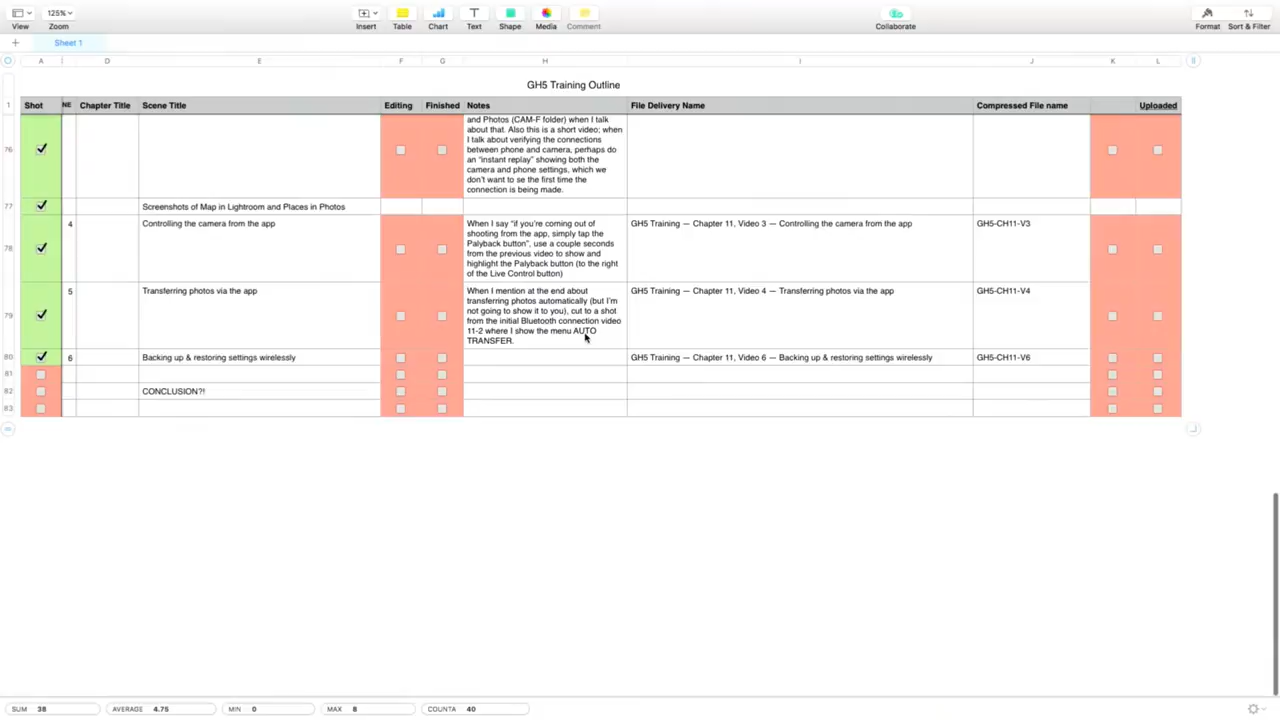 125%
View Zoom Insert Table Chart Text Shape Media Comment Collaborate Format Sort & Filter
+ Sheet 1
A D E F G H I J K L
GH5 Training Outline
1 Shot NE Chapter Title Scene Title Editing Finished Notes File Delivery Name Compressed File name Uploaded
76
and Photos (CAM-F folder) when I talk
about that. Also this is a short video; when
I talk about verifying the connections
between phone and camera, perhaps do
an “instant replay” showing both the
camera and phone settings, which we
don’t want to se the first time the
connection is being made.
77 Screenshots of Map in Lightroom and Places in Photos
78 4 Controlling the camera from the app
When I say “if you’re coming out of
shooting from the app, simply tap the
Palyback button”, use a couple seconds
from the previous video to show and
highlight the Palyback button (to the right
of the Live Control button)
GH5 Training — Chapter 11, Video 3 — Controlling the camera from the app GH5-CH11-V3
79 5 Transferring photos via the app
When I mention at the end about
transferring photos automatically (but I’m
not going to show it to you), cut to a shot
from the initial Bluetooth connection video
11-2 where I show the menu AUTO
TRANSFER.
GH5 Training — Chapter 11, Video 4 — Transferring photos via the app GH5-CH11-V4
80 6 Backing up & restoring settings wirelessly GH5 Training — Chapter 11, Video 6 — Backing up & restoring settings wirelessly GH5-CH11-V6
81
82 CONCLUSION?!
83
SUM 38 AVERAGE 4.75 MIN 0 MAX 8 COUNTA 40